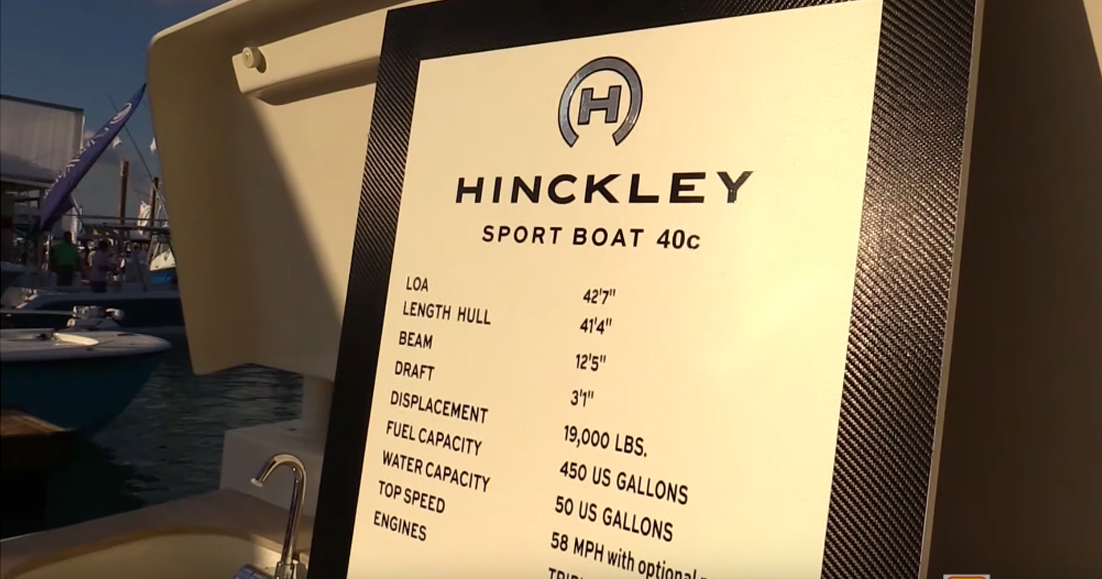 H
HINCKLEY
SPORT BOAT 40c
LOA 42'7"
LENGTH HULL 41'4"
BEAM 12'5"
DRAFT 3'1"
DISPLACEMENT 19,000 LBS.
FUEL CAPACITY 450 US GALLONS
WATER CAPACITY 50 US GALLONS
TOP SPEED 58 MPH with optional
ENGINES